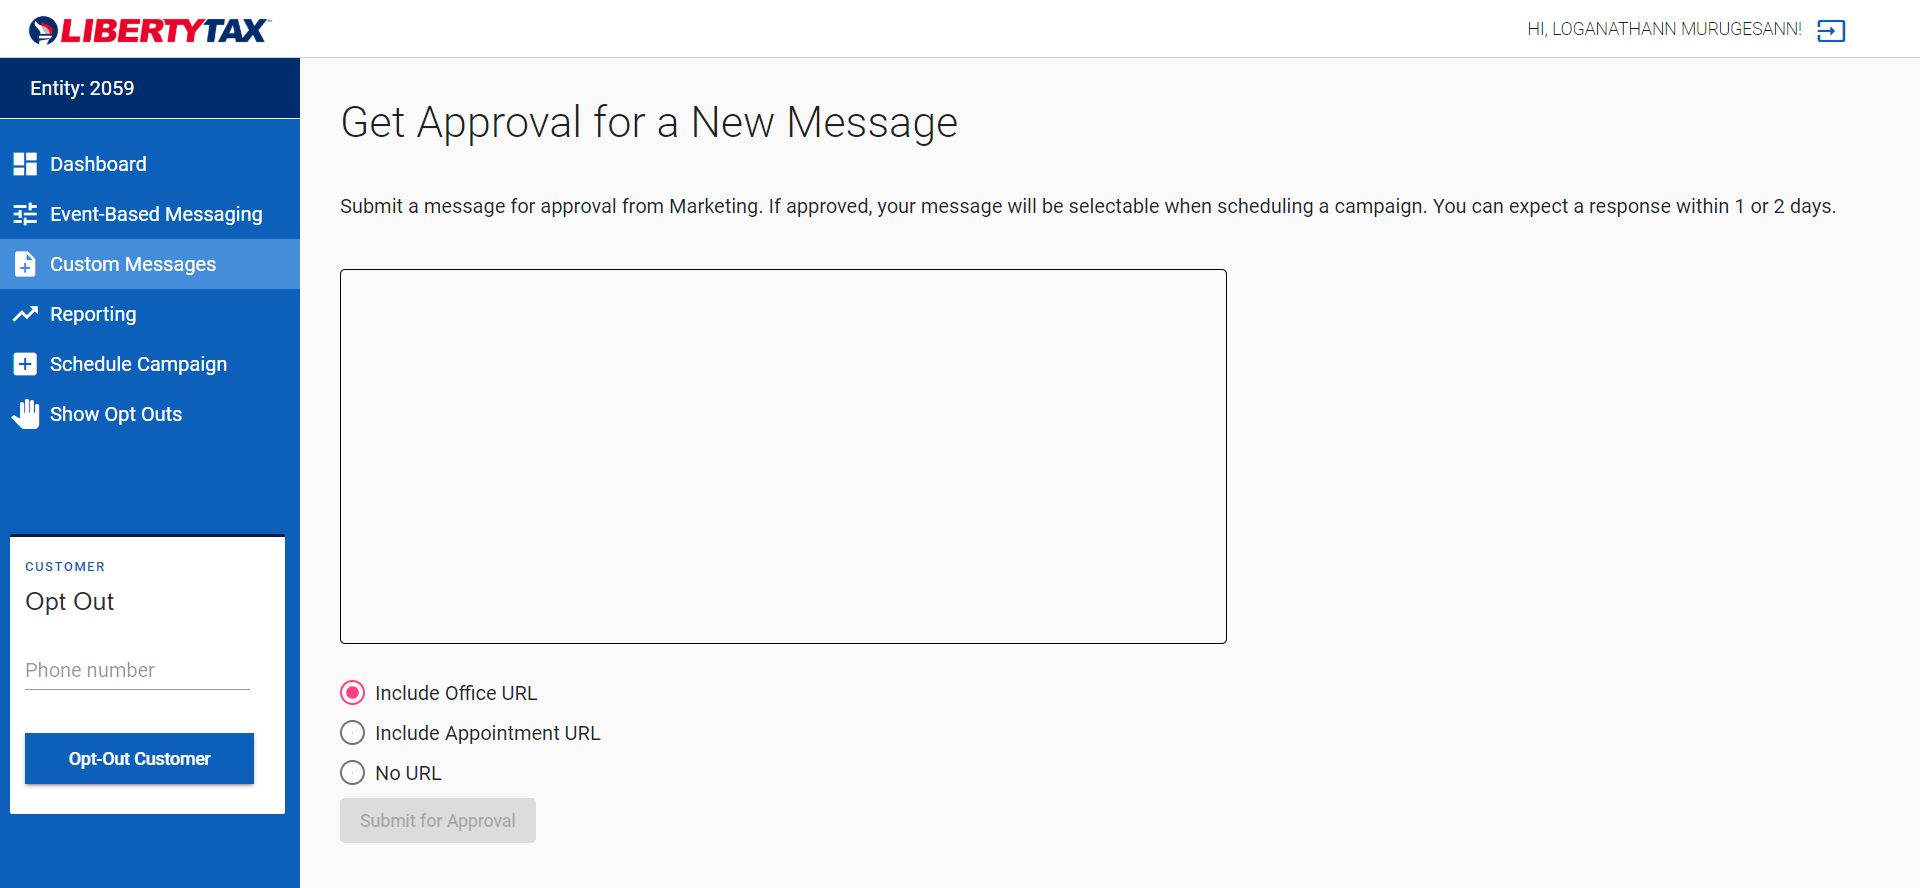 LIBERTYTAX
HI, LOGANATHANN MURUGESANN!
Entity: 2059
Dashboard
Event-Based Messaging
Custom Messages
Reporting
Schedule Campaign
Show Opt Outs
CUSTOMER
Opt Out
Phone number
Opt-Out Customer
Get Approval for a New Message
Submit a message for approval from Marketing. If approved, your message will be selectable when scheduling a campaign. You can expect a response within 1 or 2 days.
Include Office URL
Include Appointment URL
No URL
Submit for Approval